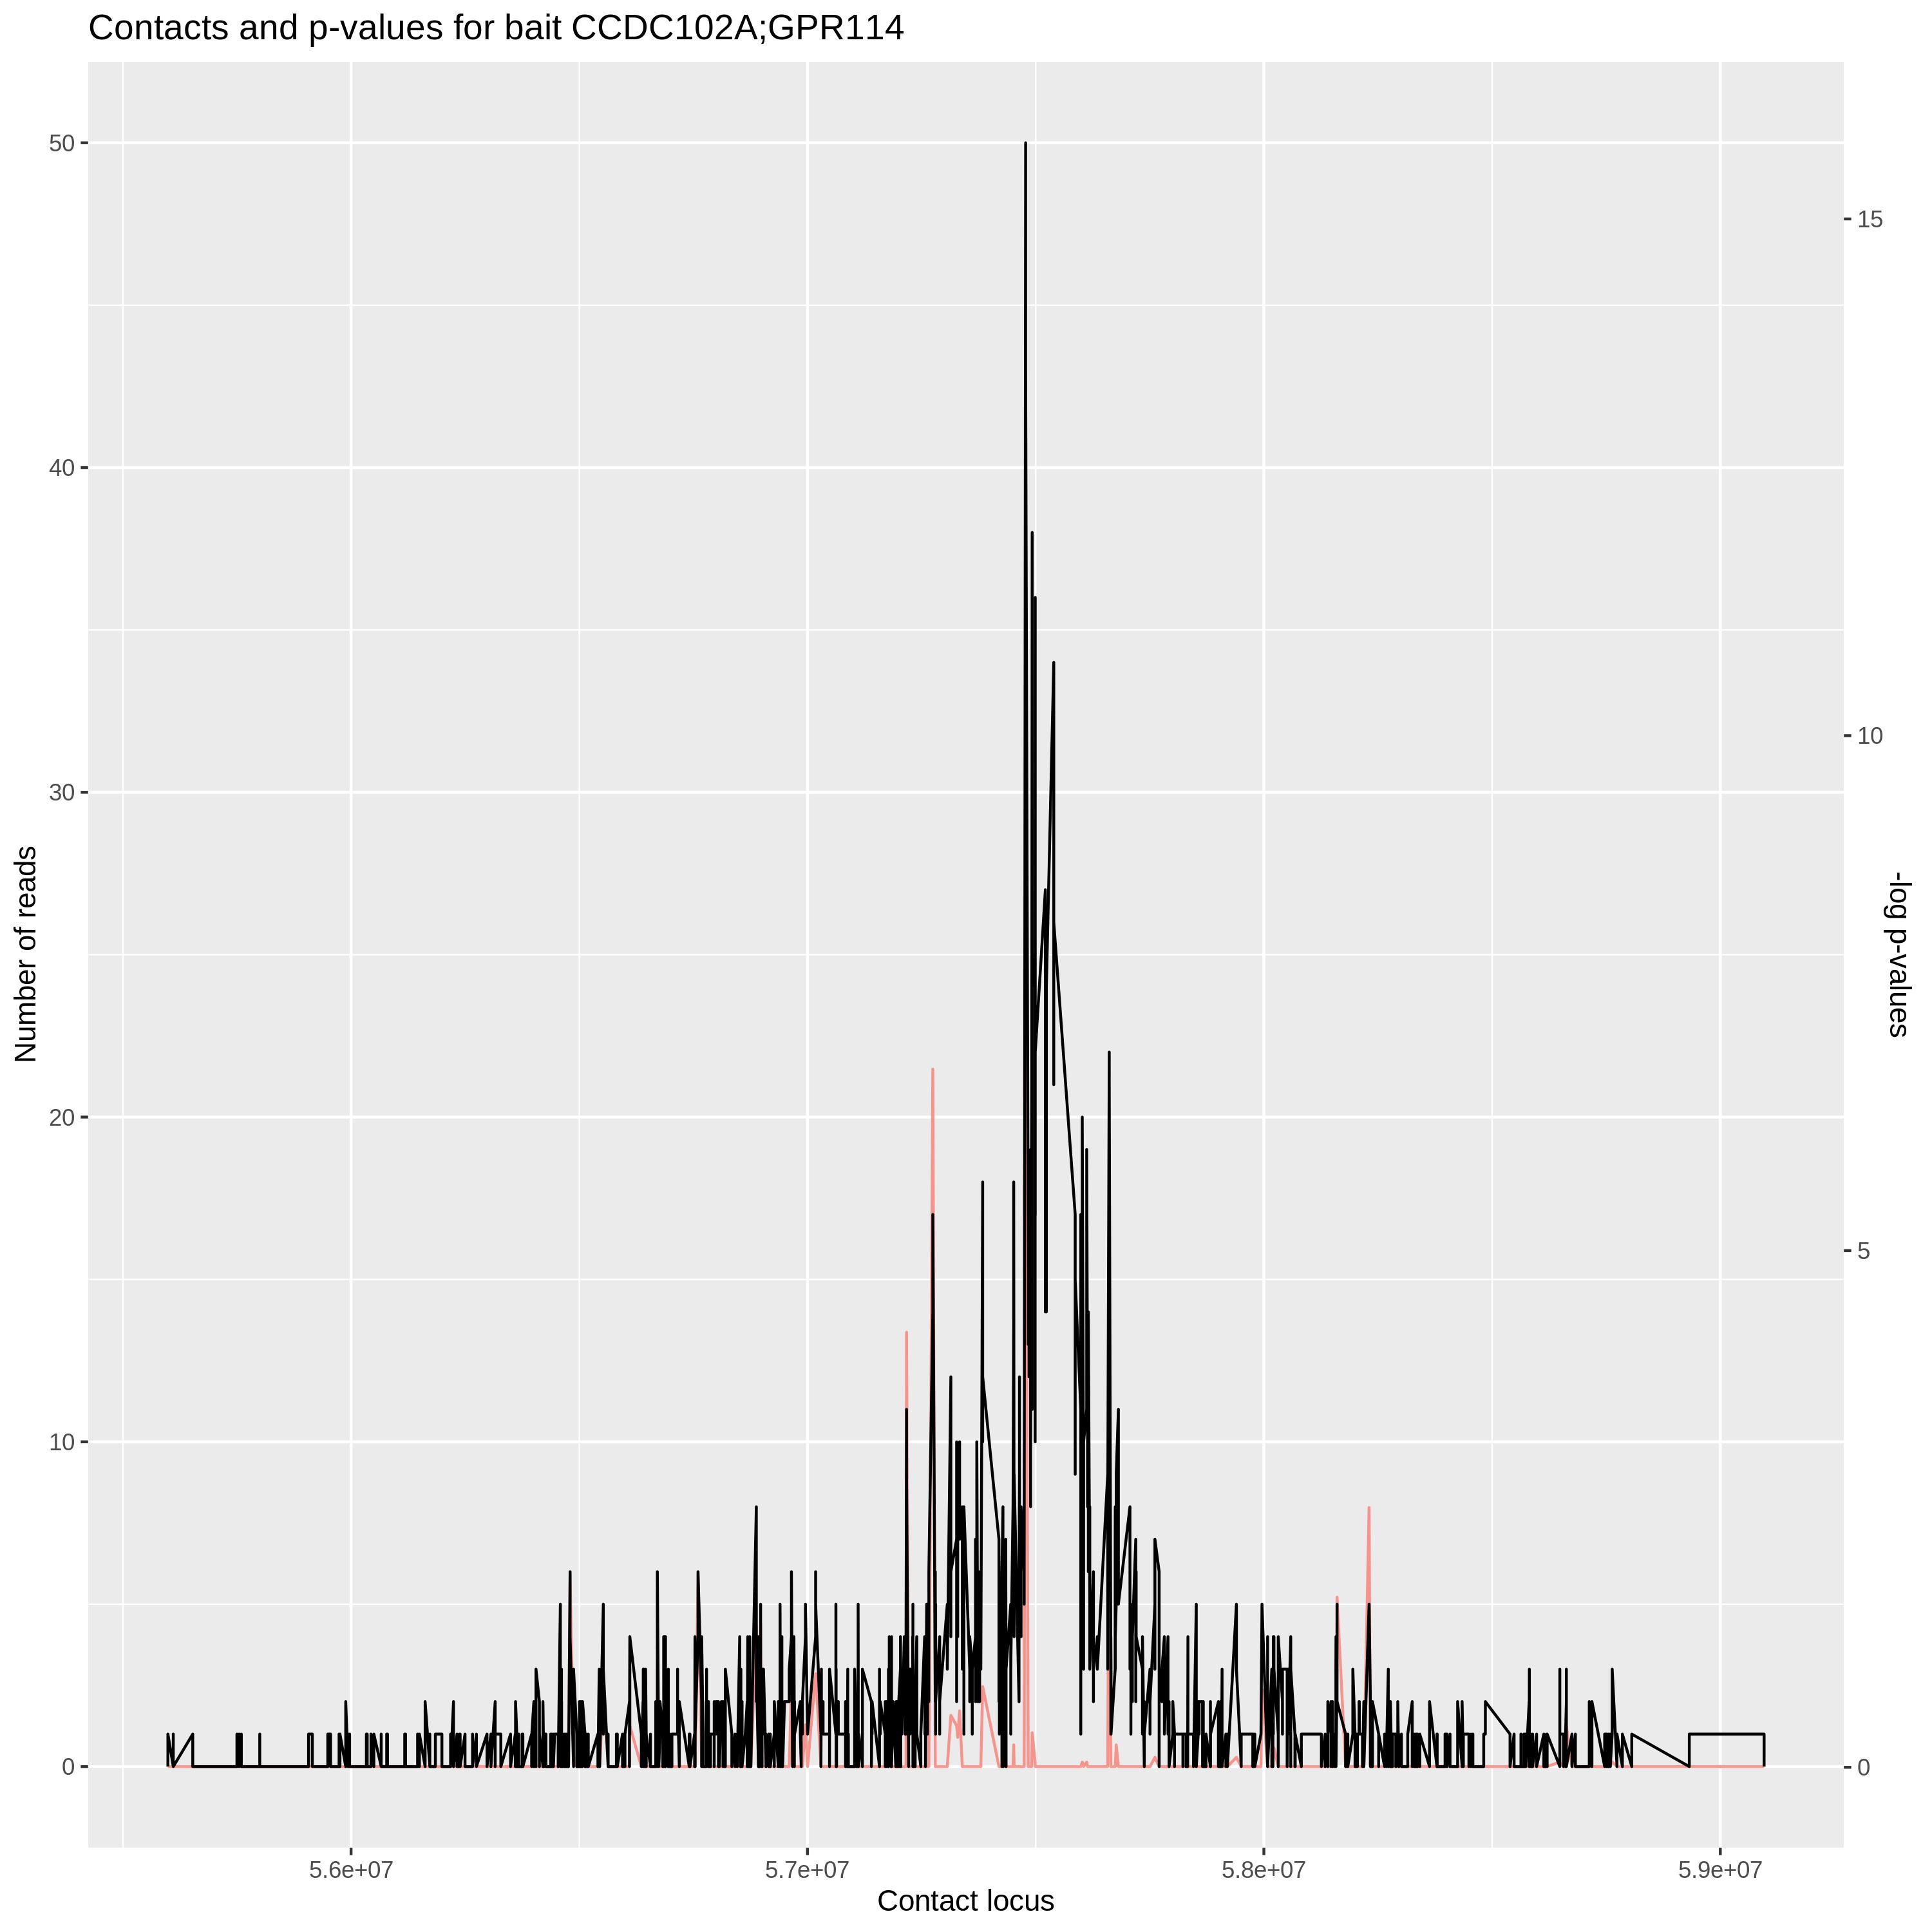 Contacts and p-values for bait CCDC102A;GPR114
50
40
30
20
10
0
Number of reads
15
10
5
0
-log p-values
5.6e+07
5.7e+07
5.8e+07
5.9e+07
Contact locus